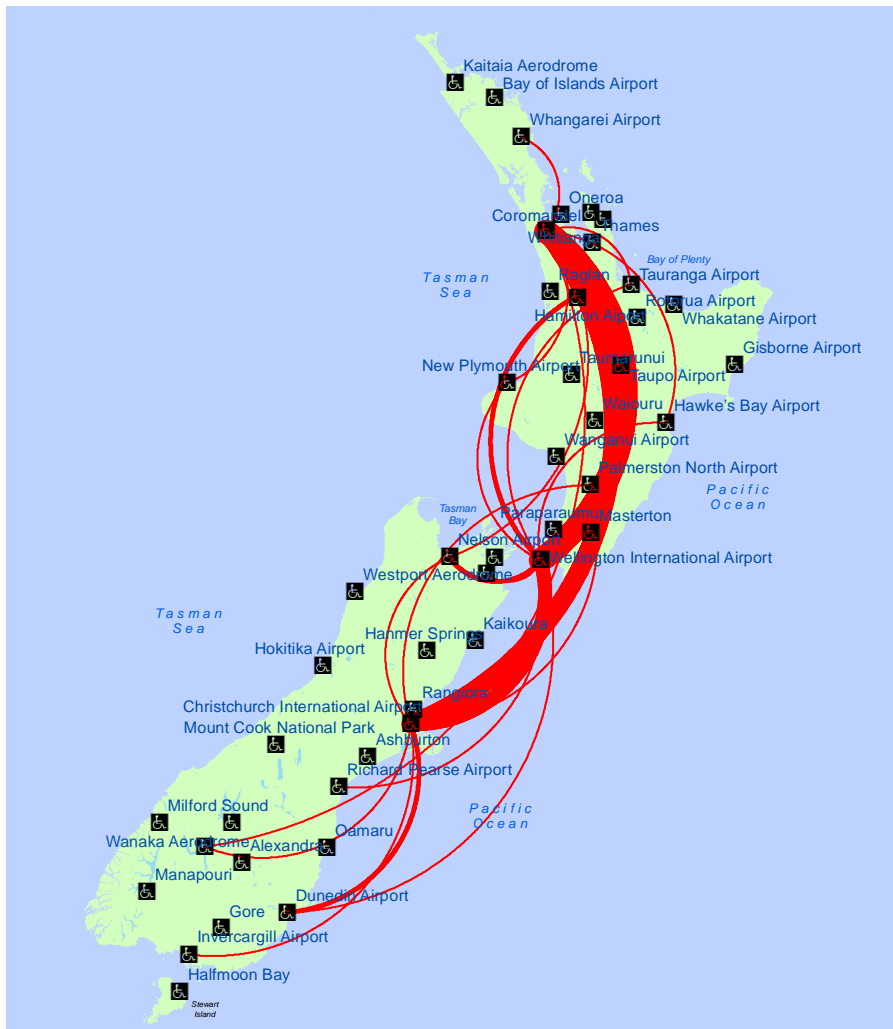 Kaitaia Aerodrome
Bay of Islands Airport
Whangarei Airport
Oneroa
Coromandel
Thames
Whitianga
Bay of Plenty
Tasman
Sea
Raglan
Tauranga Airport
Rotorua Airport
Hamilton Aiport
Whakatane Airport
Gisborne Airport
New Plymouth Airport
Taumarunui
Taupo Airport
Waiouru
Hawke's Bay Airport
Wanganui Airport
Palmerston North Airport
Pacific
Ocean
Tasman
Bay
Paraparaumu
Masterton
Nelson Airport
Wellington International Airport
Westport Aerodrome
Tasman
Sea
Kaikoura
Hanmer Springs
Hokitika Airport
Rangiora
Christchurch International Airport
Mount Cook National Park
Ashburton
Richard Pearse Airport
Milford Sound
Pacific
Ocean
Oamaru
Wanaka Aerodrome
Alexandra
Manapouri
Dunedin Airport
Gore
Invercargill Airport
Halfmoon Bay
Stewart
Island